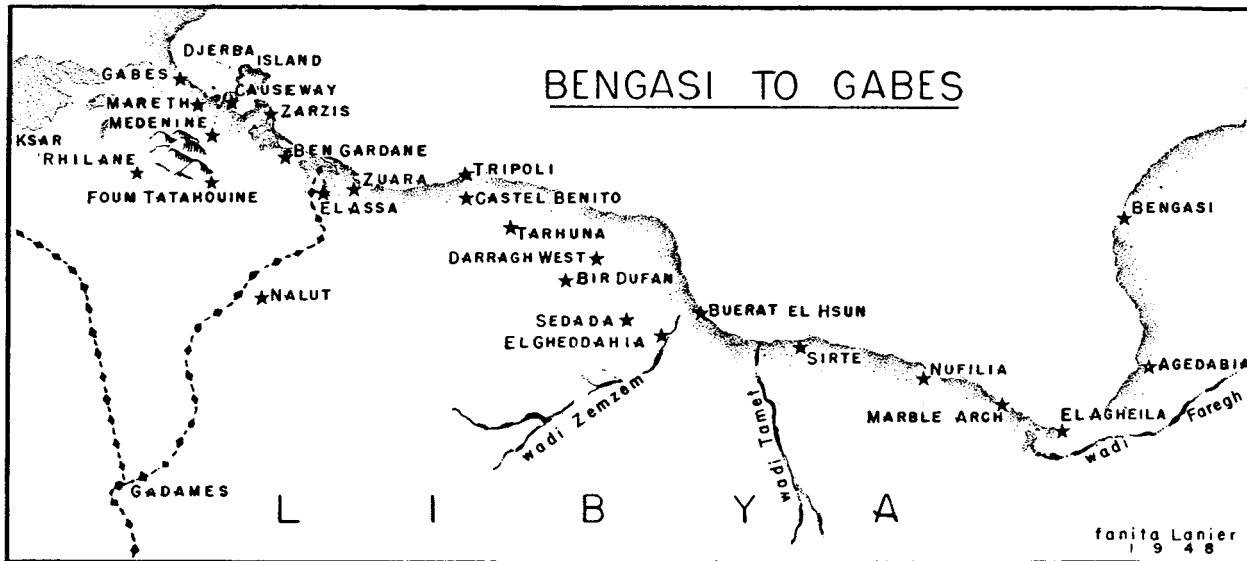 BENGASI TO GABES
DJERBA
ISLAND
GABES
CAUSEWAY
MARETH
ZARZIS
MEDENINE
KSAR
RHILANE
BEN GARDANE
FOUM TATAHOUINE
ZUARA
EL ASSA
TRIPOLI
CASTEL BENITO
TARHUNA
DARRAGH WEST
BIR DUFAN
BENGASI
NALUT
SEDADA
ELGHEDDAHIA
BUERAT EL HSUN
SIRTE
NUFILIA
AGEDABIA
MARBLE ARCH
EL AGHEILA
wadi Faregh
wadi Zemzem
wadi Tamet
GADAMES
LIBYA
fanita Lanier
1948